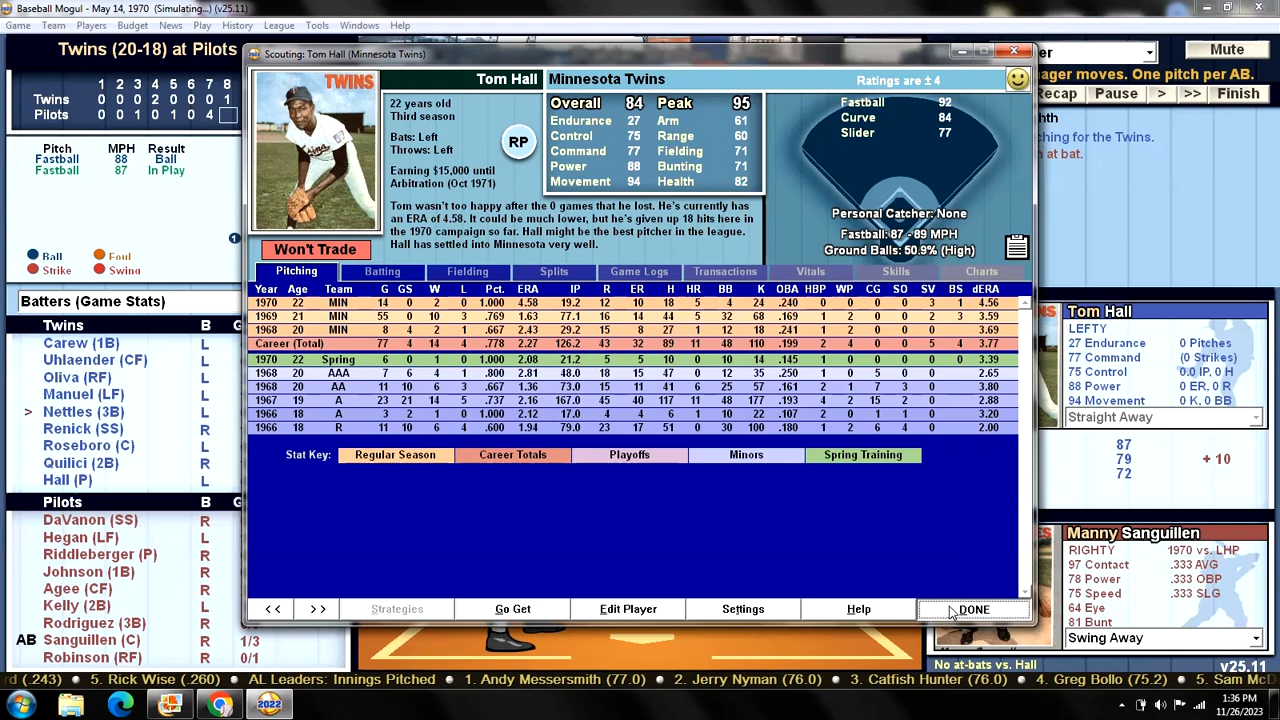 Baseball Mogul - May 14, 1970 (Simulating...) (v25.11)
Game Team Players Budget News Play History League Tools Windows Help
Twins (20-18) at Pilots
1 2 3 4 5 6 7 8
Twins 0 0 0 2 0 0 0 1
Pilots 0 0 1 0 1 0 4
Pitch MPH Result
Fastball 88 Ball
Fastball 87 In Play
1
Ball Foul
Strike Swing
Batters (Game Stats)
Twins B
Carew (1B) L
Uhlaender (CF) L
Oliva (RF) L
Manuel (LF) L
> Nettles (3B) L
Renick (SS) R
Roseboro (C) L
Quilici (2B) R
Hall (P) L
Pilots B
DaVanon (SS) R
Hegan (LF) L
Riddleberger (P) R
Johnson (1B) R
Agee (CF) R
Kelly (2B) R
Rodriguez (3B) R
AB Sanguillen (C) R 1/3
Robinson (RF) R 0/1
Scouting: Tom Hall (Minnesota Twins)
TWINS
Tom Hall
22 years old
Third season
Bats: Left
Throws: Left
Earning $15,000 until
Arbitration (Oct 1971)
RP
Minnesota Twins
Overall 84 Peak 95
Endurance 27 Arm 61
Control 75 Range 60
Command 77 Fielding 71
Power 88 Bunting 71
Movement 94 Health 82
Ratings are ± 4
Fastball 92
Curve 84
Slider 77
Personal Catcher: None
Fastball: 87 - 89 MPH
Ground Balls: 50.9% (High)
Tom wasn't too happy after the 0 games that he lost. He's currently has
an ERA of 4.58. It could be much lower, but he's given up 18 hits here in
the 1970 campaign so far. Hall might be the best pitcher in the league.
Hall has settled into Minnesota very well.
Won't Trade
Pitching Batting Fielding Splits Game Logs Transactions Vitals Skills Charts
Year Age Team G GS W L Pct. ERA IP R ER H HR BB K OBA HBP WP CG SO SV BS dERA
1970 22 MIN 14 0 2 0 1.000 4.58 19.2 12 10 18 5 4 24 .240 0 0 0 0 3 1 4.56
1969 21 MIN 55 0 10 3 .769 1.63 77.1 16 14 44 5 32 68 .169 1 4 0 0 2 3 3.59
1968 20 MIN 8 4 2 1 .667 2.43 29.2 15 8 27 1 12 18 .241 1 0 0 0 0 0 3.69
Career (Total) 77 4 14 4 .778 2.27 126.2 43 32 89 11 48 110 .199 2 4 0 0 5 4 3.77
1970 22 Spring 6 0 1 0 1.000 2.08 21.2 5 5 10 0 10 14 .145 1 0 0 0 0 0 3.39
1968 20 AAA 7 6 4 1 .800 2.81 48.0 18 15 47 0 12 35 .250 1 0 5 0 0 0 2.65
1968 20 AA 11 10 6 3 .667 1.36 73.0 15 11 41 6 25 57 .161 2 1 7 3 0 0 3.80
1967 19 A 23 21 14 5 .737 2.16 167.0 45 40 117 11 48 177 .193 4 2 15 2 0 0 2.88
1966 18 A 3 2 1 0 1.000 2.12 17.0 4 4 6 1 10 22 .107 0 2 1 1 0 0 3.20
1966 18 R 11 10 6 4 .600 1.94 79.0 23 17 51 0 30 100 .180 1 2 6 4 0 0 2.00
Stat Key: Regular Season Career Totals Playoffs Minors Spring Training
<< >> Strategies Go Get Edit Player Settings Help DONE
Mute
nager moves. One pitch per AB.
ecap Pause > >> Finish
Tom Hall
LEFTY
27 Endurance 0 Pitches
77 Command (0 Strikes)
75 Control 0.0 IP, 0 H
88 Power 0 ER, 0 R
94 Movement 0 K, 0 BB
Straight Away
87
79 + 10
72
Manny Sanguillen
RIGHTY 1970 vs. LHP
97 Contact .333 AVG
78 Power .333 OBP
75 Speed .333 SLG
64 Eye
81 Bunt
Swing Away
No at-bats vs. Hall v25.11
rd (.243) • 5. Rick Wise (.260) • AL Leaders: Innings Pitched • 1. Andy Messersmith (77.0) • 2. Jerry Nyman (76.0) • 3. Catfish Hunter (76.0) • 4. Greg Bollo (75.2) • 5. Sam McD
2022
1:36 PM
11/26/2023